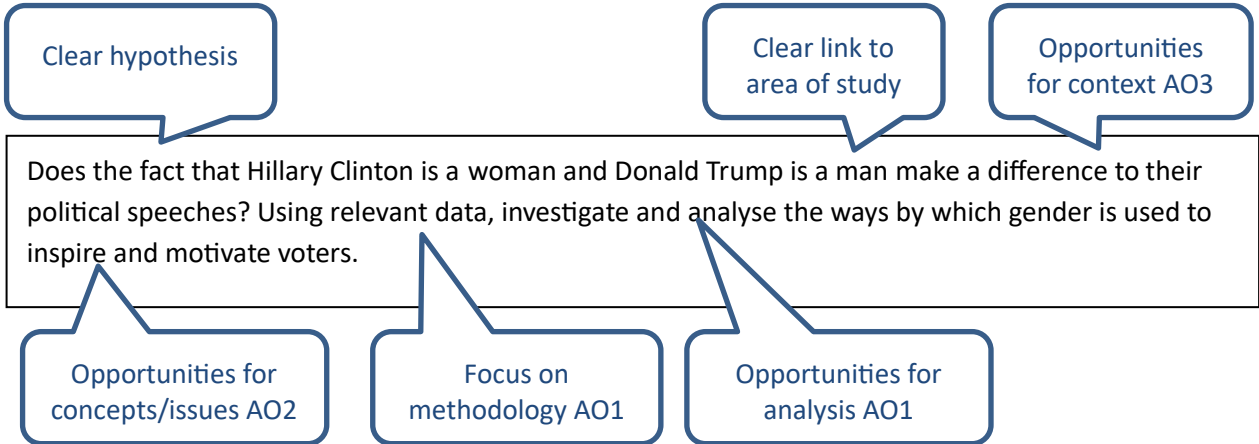 Clear hypothesis
Clear link to
area of study
Opportunities
for context AO3
Does the fact that Hillary Clinton is a woman and Donald Trump is a man make a difference to their
political speeches? Using relevant data, investigate and analyse the ways by which gender is used to
inspire and motivate voters.
Opportunities for
concepts/issues AO2
Focus on
methodology AO1
Opportunities for
analysis AO1